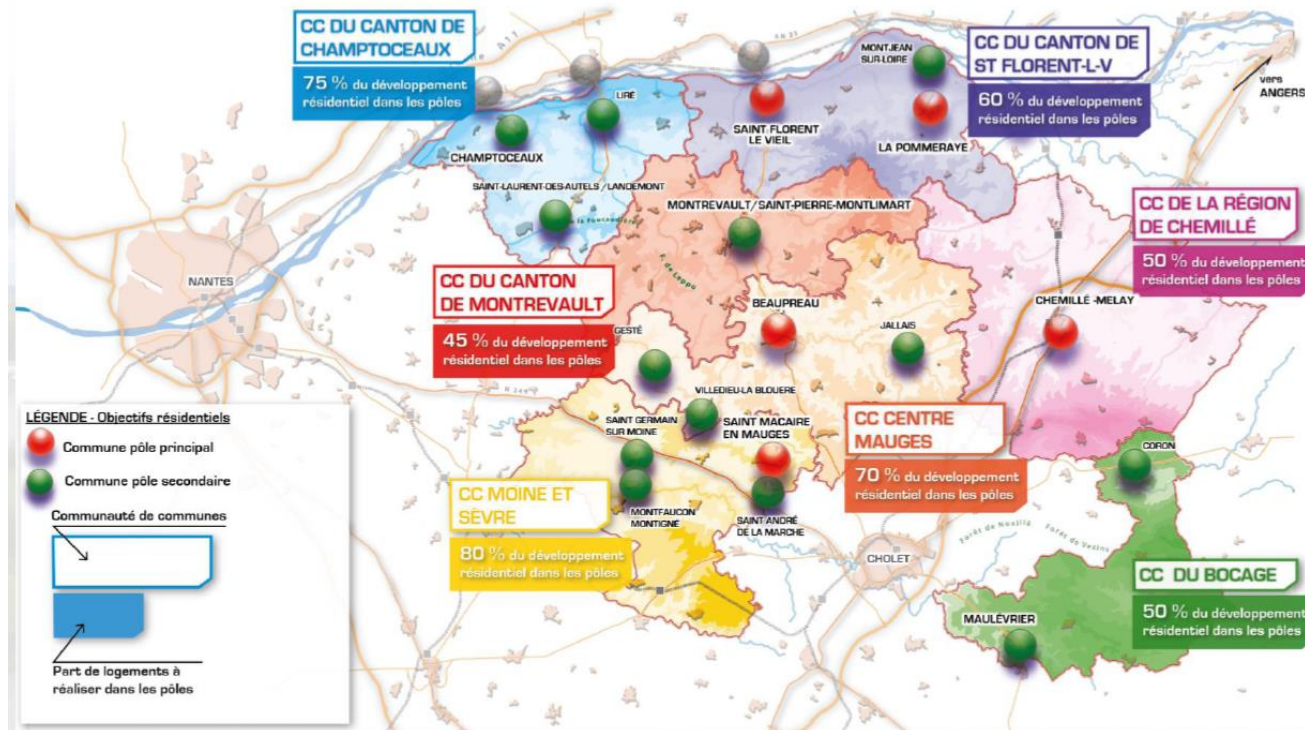 CC DU CANTON DE
CHAMPTOCEAUX
75 % du développement
résidentiel dans les pôles
A11
MONTJEAN
SUR-LOIRE
CC DU CANTON DE
ST FLORENT-L-V
60 % du développement
résidentiel dans les pôles
vers
ANGERS
LIRÉ
CHAMPTOCEAUX
SAINT FLORENT
LE VIEIL
LA POMMERAYE
SAINT-LAURENT-DES-AUTELS / LANDEMONT
MONTREVAULT/SAINT-PIERRE-MONTLIMART
CC DE LA RÉGION
DE CHEMILLÉ
50 % du développement
résidentiel dans les pôles
NANTES
CC DU CANTON
DE MONTREVAULT
45 % du développement
résidentiel dans les pôles
BEAUPREAU
GESTÉ
JALLAIS
CHEMILLÉ -MELAY
VILLEDIEU-LA BLOUERE
LÉGENDE - Objectifs résidentiels
Commune pôle principal
Commune pôle secondaire
Communauté de communes
Part de logements à
réaliser dans les pôles
SAINT GERMAIN
SUR MOINE
SAINT MACAIRE
EN MAUGES
CC CENTRE
MAUGES
70 % du développement
résidentiel dans les pôles
CORON
CC MOINE ET
SÈVRE
80 % du développement
résidentiel dans les pôles
MONTFAUCON
MONTIGNÉ
SAINT ANDRÉ
DE LA MARCHE
CHOLET
Forêt de Vezins
CC DU BOCAGE
50 % du développement
résidentiel dans les pôles
MAULÉVRIER